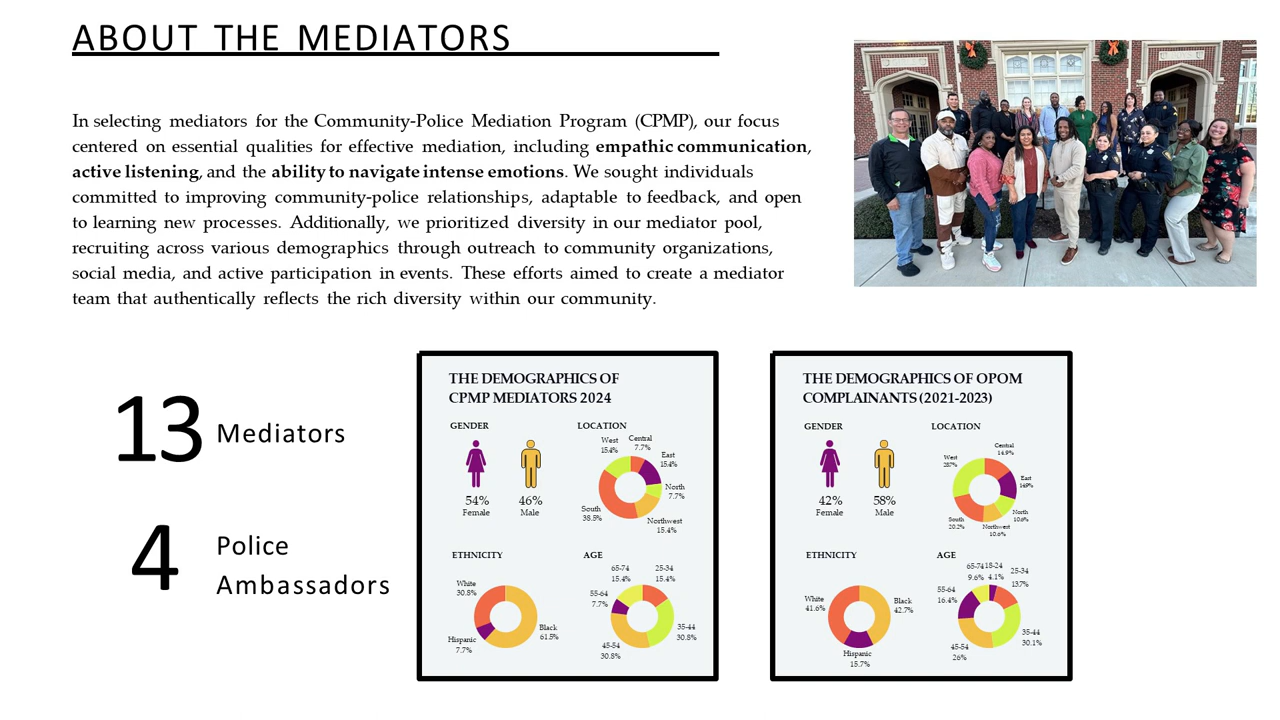 ABOUT THE MEDIATORS
In selecting mediators for the Community-Police Mediation Program (CPMP), our focus
centered on essential qualities for effective mediation, including empathic communication,
active listening, and the ability to navigate intense emotions. We sought individuals
committed to improving community-police relationships, adaptable to feedback, and open
to learning new processes. Additionally, we prioritized diversity in our mediator pool,
recruiting across various demographics through outreach to community organizations,
social media, and active participation in events. These efforts aimed to create a mediator
team that authentically reflects the rich diversity within our community.
13 Mediators
4 Police
Ambassadors
THE DEMOGRAPHICS OF
CPMP MEDIATORS 2024
GENDER
54%
Female
46%
Male
LOCATION
West
15.4%
Central
7.7%
East
15.4%
North
7.7%
Northwest
15.4%
South
38.5%
ETHNICITY
White
30.8%
Black
61.5%
Hispanic
7.7%
AGE
65-74
15.4%
25-34
15.4%
55-64
7.7%
35-44
30.8%
45-54
30.8%
THE DEMOGRAPHICS OF OPOM
COMPLAINANTS (2021-2023)
GENDER
42%
Female
58%
Male
LOCATION
Central
14.9%
West
28.7%
East
14.9%
North
10.6%
Northwest
10.6%
South
20.2%
ETHNICITY
White
41.6%
Black
42.7%
Hispanic
15.7%
AGE
65-74
9.6%
18-24
4.1%
25-34
13.7%
55-64
16.4%
35-44
30.1%
45-54
26%